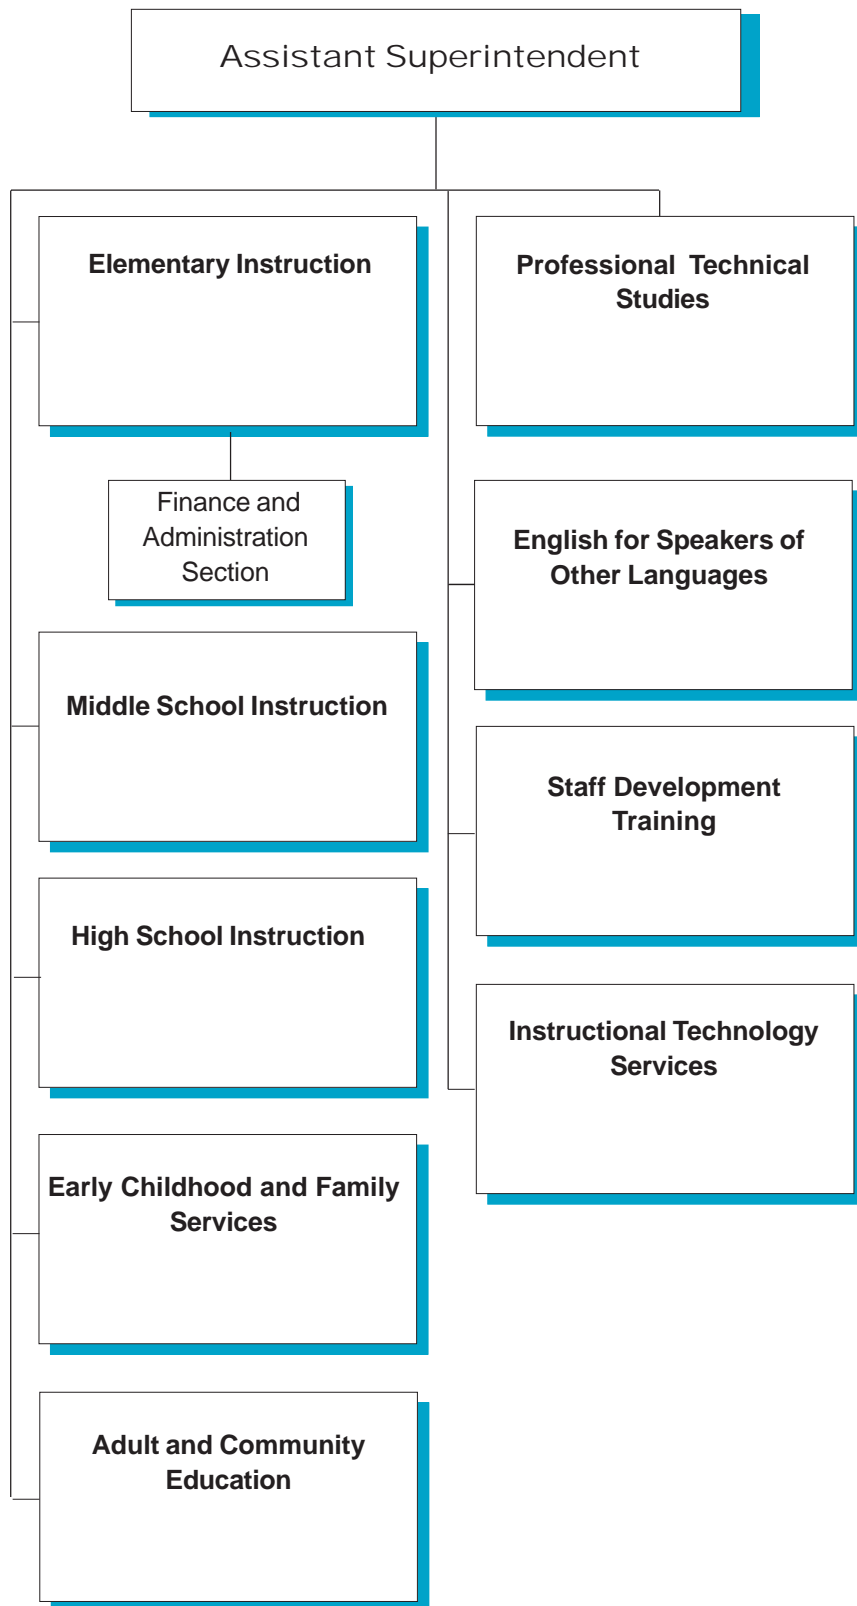 Assistant Superintendent
Elementary Instruction
Finance and
Administration
Section
Middle School Instruction
High School Instruction
Early Childhood and Family
Services
Adult and Community
Education
Professional Technical
Studies
English for Speakers of
Other Languages
Staff Development
Training
Instructional Technology
Services